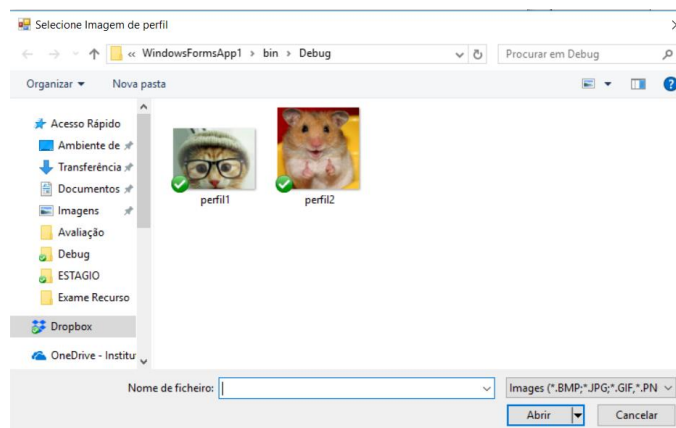 Selecione Imagem de perfil
« WindowsFormsApp1 › bin › Debug
Procurar em Debug
Organizar
Nova pasta
Acesso Rápido
Ambiente de
Transferência
Documentos
Imagens
Avaliação
Debug
ESTAGIO
Exame Recurso
Dropbox
OneDrive - Institu
perfil1
perfil2
Nome de ficheiro:
Images (*.BMP;*.JPG;*.GIF,*.PN
Abrir
Cancelar